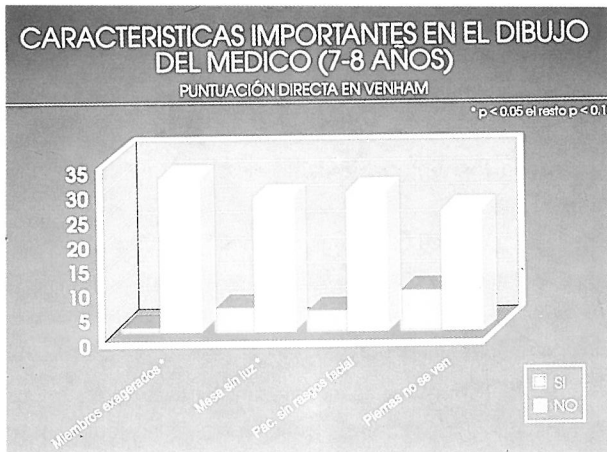 CARACTERISTICAS IMPORTANTES EN EL DIBUJO
DEL MEDICO (7-8 AÑOS)
PUNTUACIÓN DIRECTA EN VENHAM
* p < 0.05 el resto p < 0.1
35
30
25
20
15
10
5
0
Miembros exagerados *
Mesa sin luz *
Pac. sin rasgos facial
Piernas no se ven
SI
NO